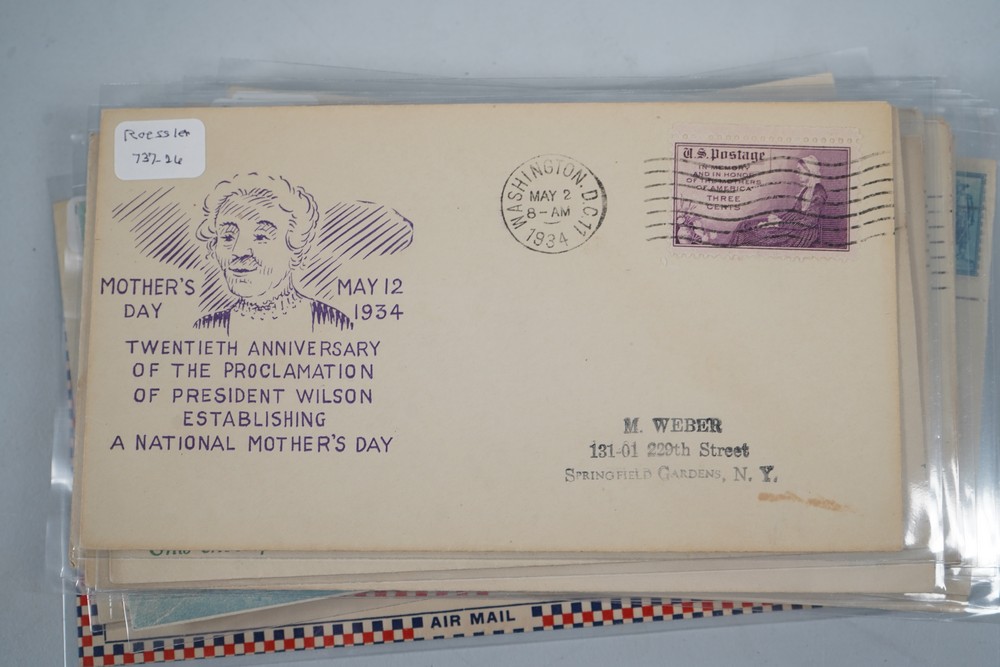 Roessler
737-26
MOTHER'S
DAY
MAY 12
1934
TWENTIETH ANNIVERSARY
OF THE PROCLAMATION
OF PRESIDENT WILSON
ESTABLISHING
A NATIONAL MOTHER'S DAY
WASHINGTON, D.C. 11
MAY 2
8-AM
1934
U.S. Postage
IN MEMORY
AND IN HONOR
OF THE MOTHERS
OF AMERICA
THREE
CENTS
M. WEBER
131-01 229th Street
SPRINGFIELD GARDENS, N. Y.
AIR MAIL